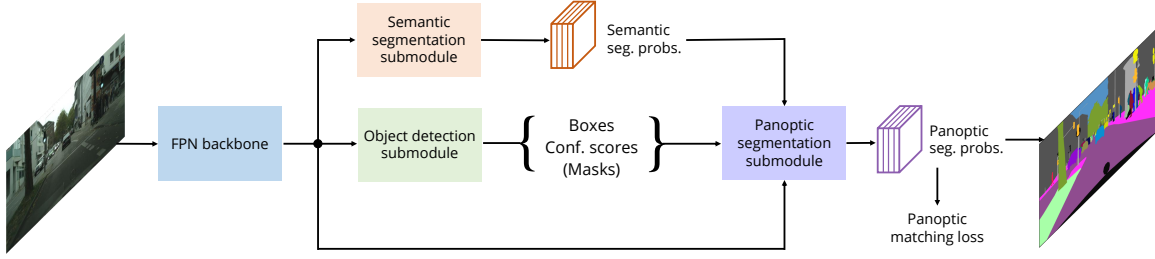 FPN backbone
Semantic
segmentation
submodule
Semantic
seg. probs.
Object detection
submodule
Boxes
Conf. scores
(Masks)
Panoptic
segmentation
submodule
Panoptic
seg. probs.
Panoptic
matching loss